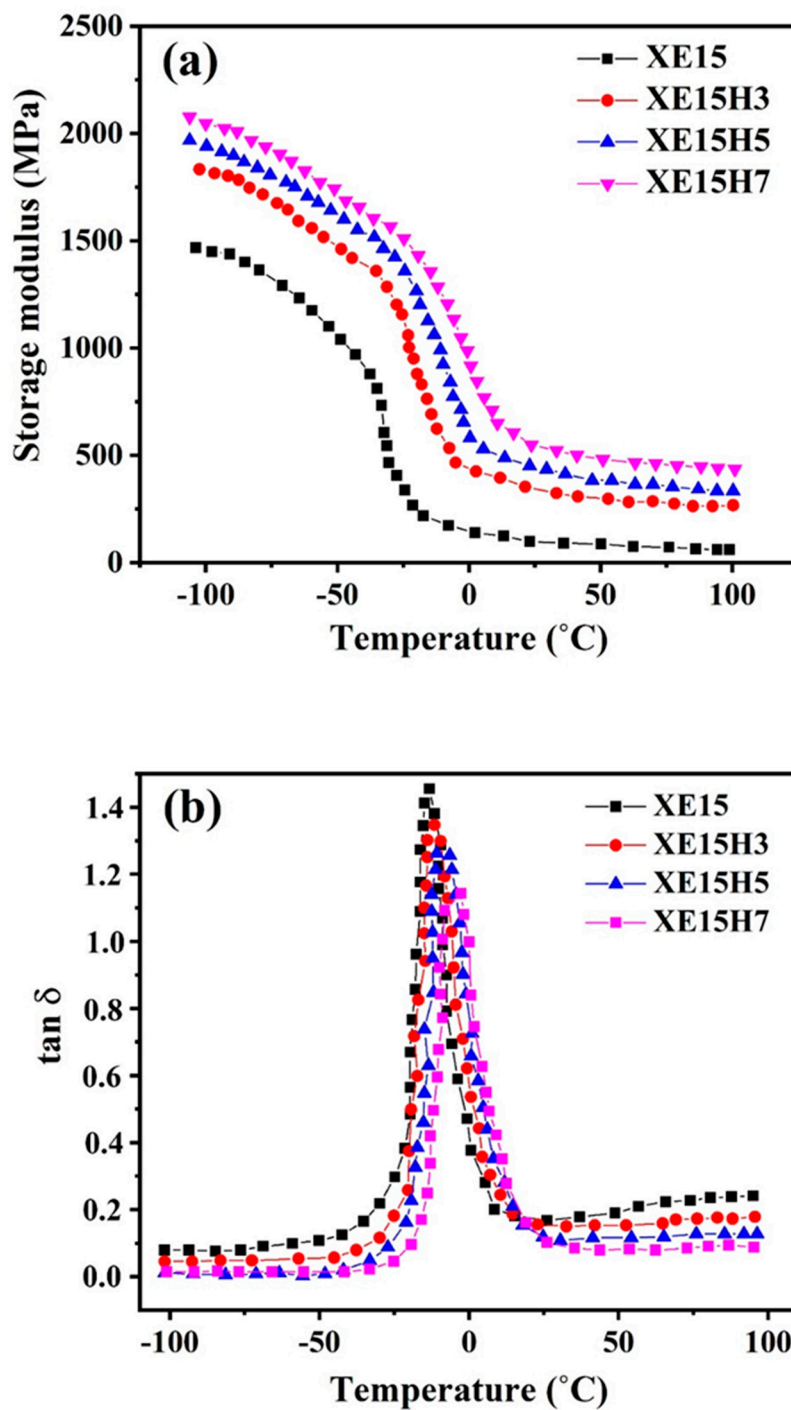 (a)
XE15
XE15H3
XE15H5
XE15H7
Storage modulus (MPa)
2500
2000
1500
1000
500
0
-100 -50 0 50 100
Temperature (°C)
(b)
XE15
XE15H3
XE15H5
XE15H7
tan δ
1.4
1.2
1.0
0.8
0.6
0.4
0.2
0.0
-100 -50 0 50 100
Temperature (°C)